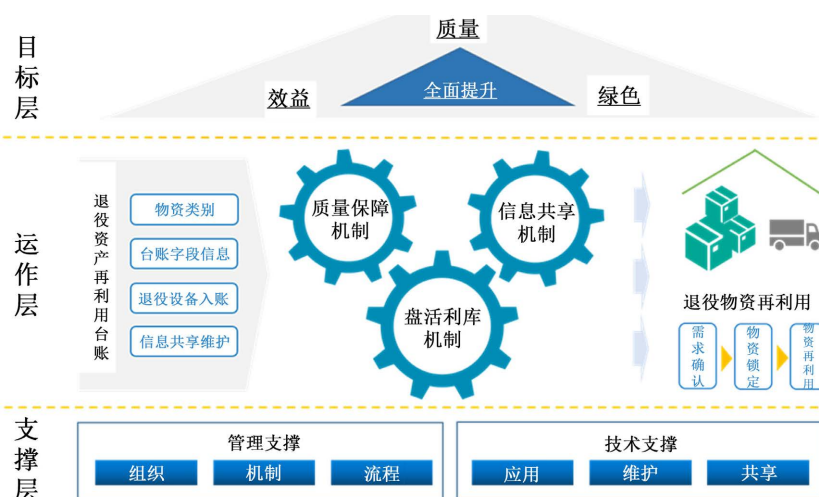 目标层
质量
全面提升
效益
绿色
运作层
退役资产再利用台账
物资类别
台账字段信息
退役设备入账
信息共享维护
质量保障
机制
信息共享
机制
盘活利库
机制
退役物资再利用
需求确认
物资锁定
物资再利用
支撑层
管理支撑
组织
机制
流程
技术支撑
应用
维护
共享